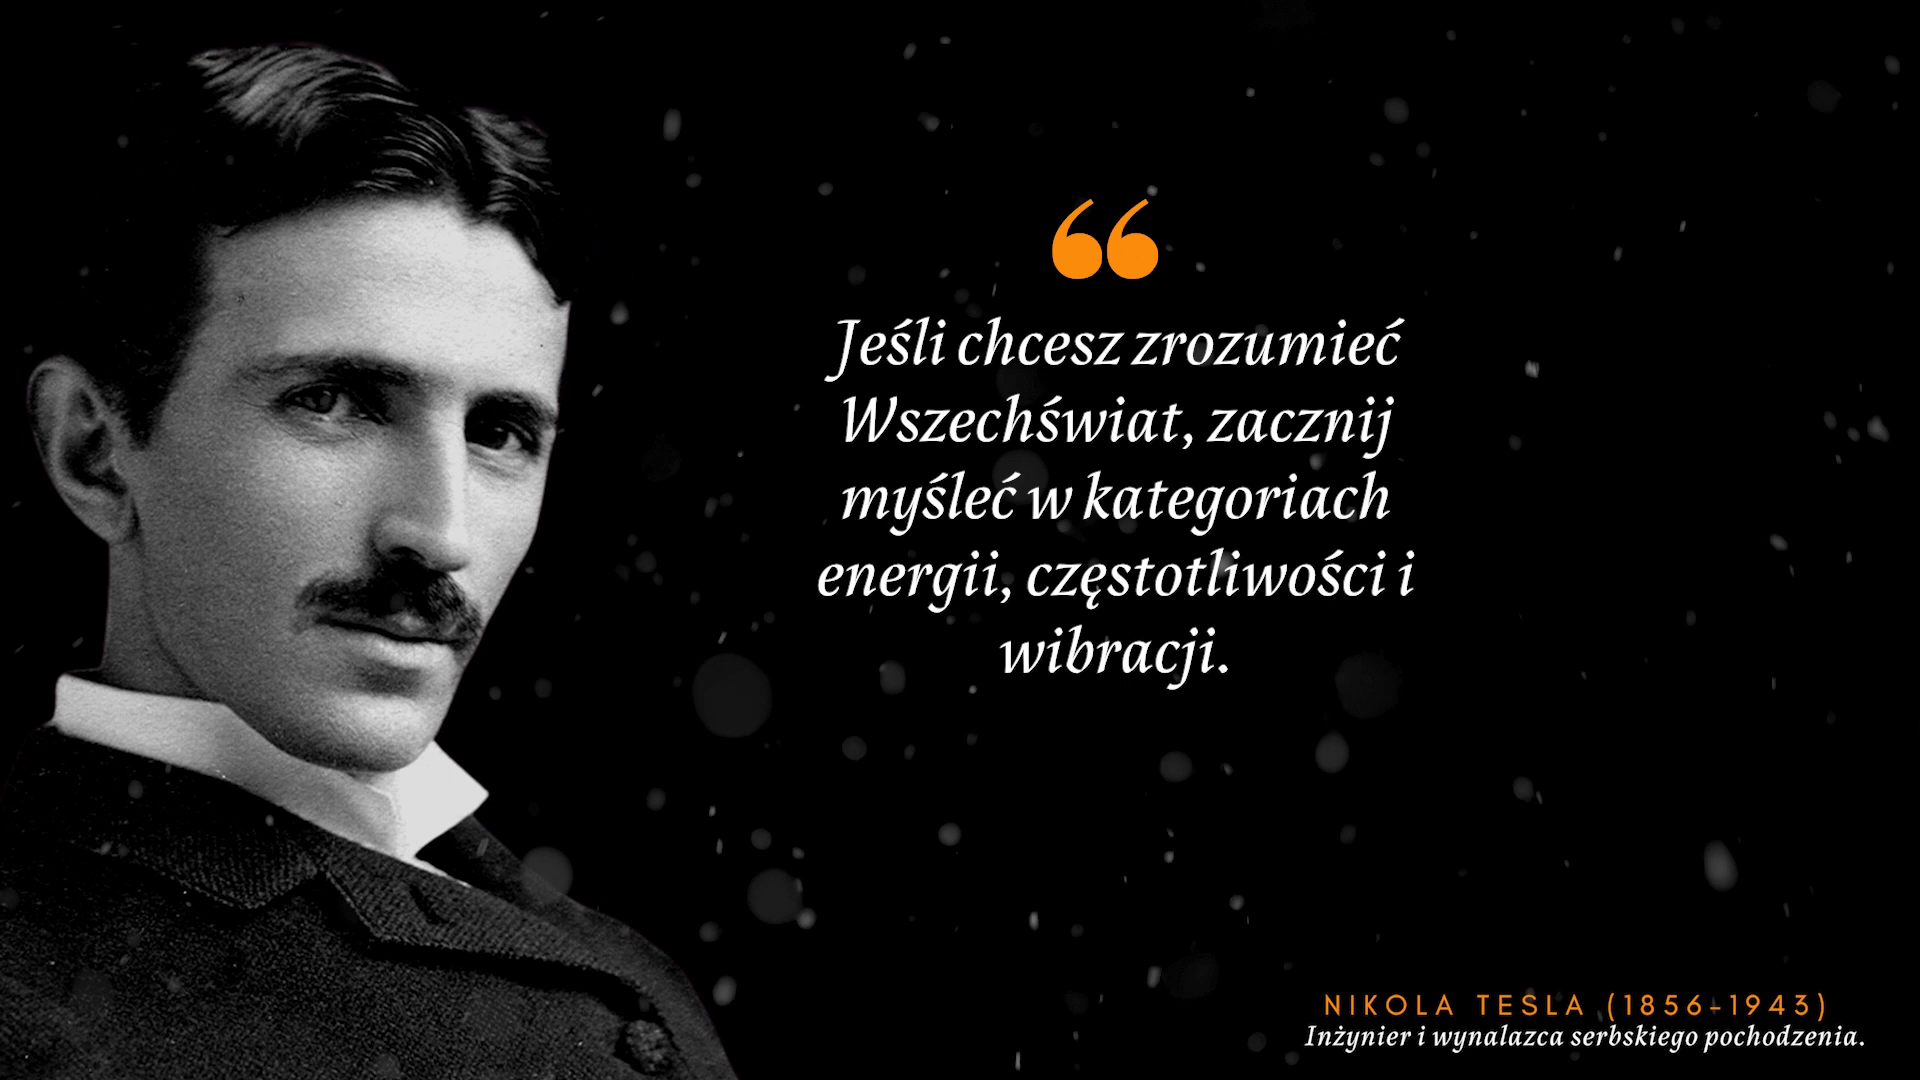 Jeśli chcesz zrozumieć
Wszechświat, zacznij
myśleć w kategoriach
energii, częstotliwości i
wibracji.
NIKOLA TESLA (1856-1943)
Inżynier i wynalazca serbskiego pochodzenia.